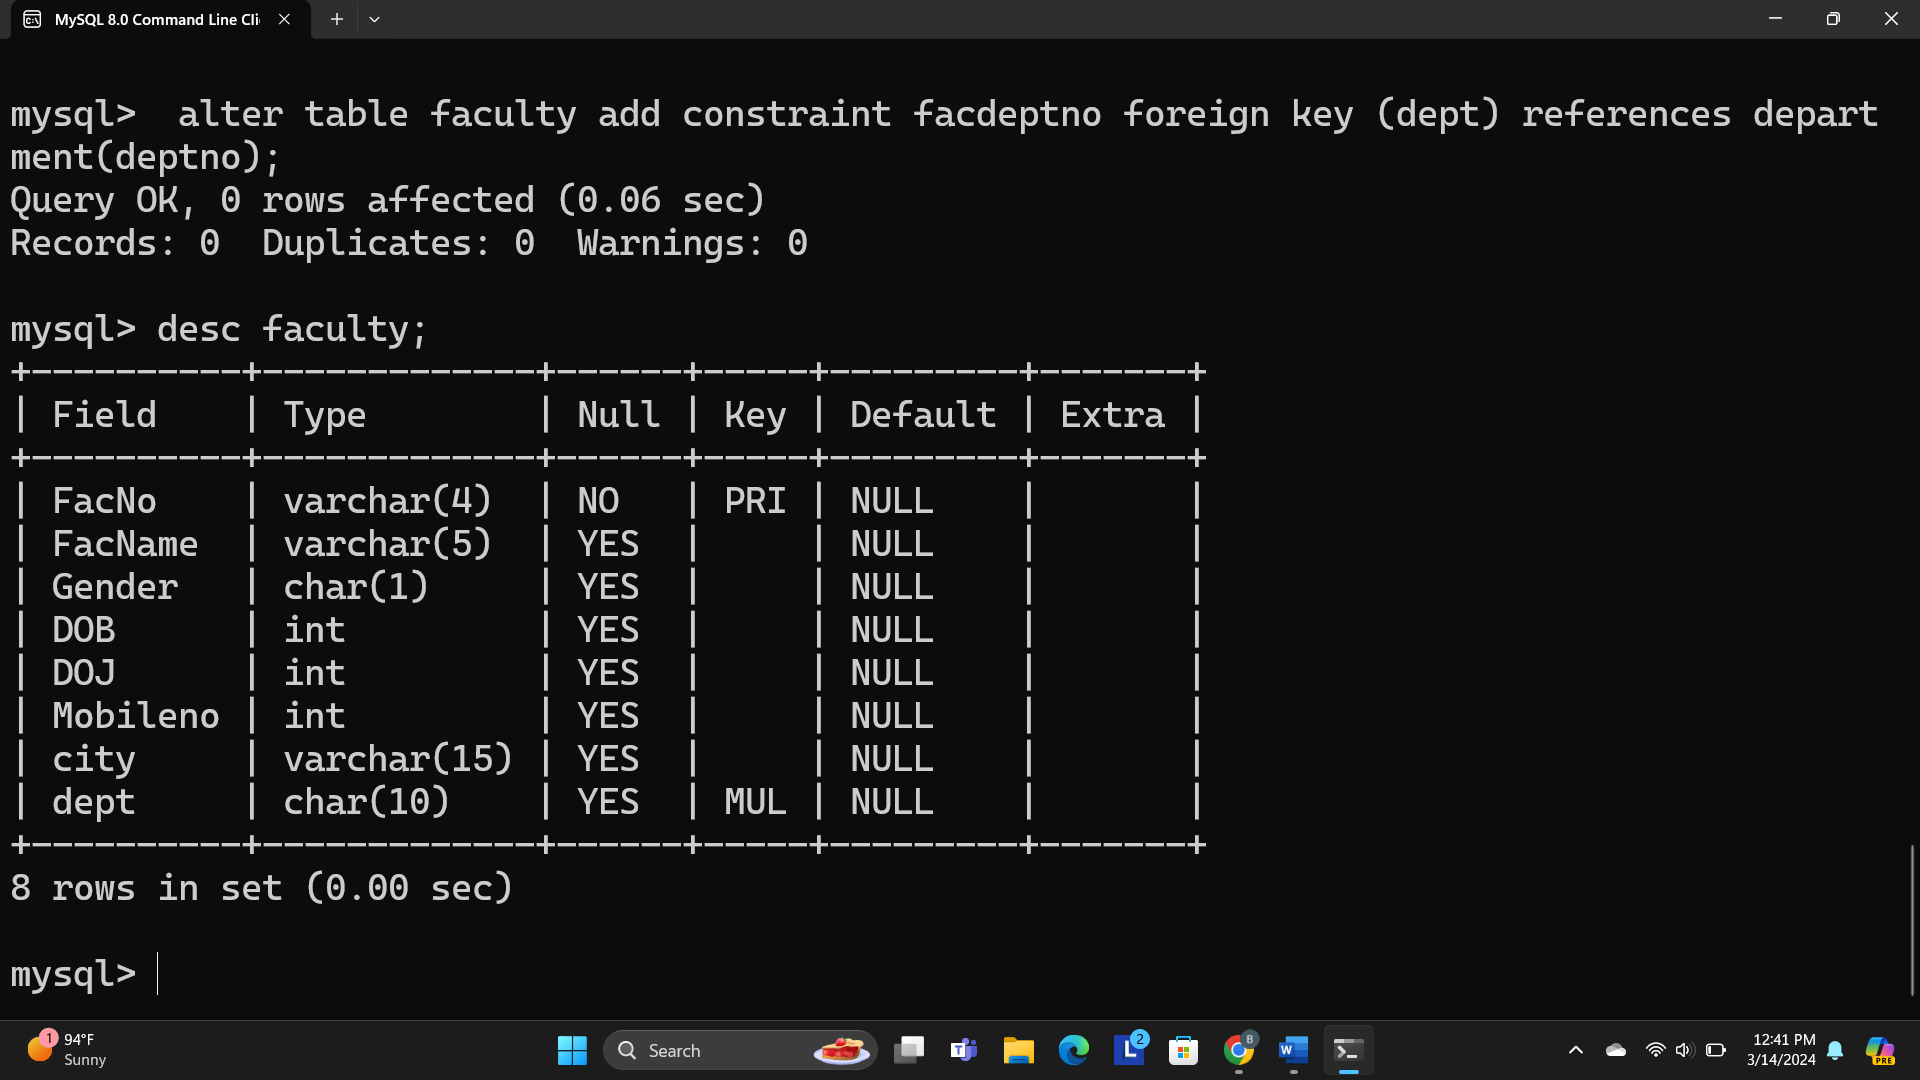 MySQL 8.0 Command Line Cli
mysql>  alter table faculty add constraint facdeptno foreign key (dept) references depart
ment(deptno);
Query OK, 0 rows affected (0.06 sec)
Records: 0  Duplicates: 0  Warnings: 0
mysql> desc faculty;
+----------+-------------+------+-----+---------+-------+
| Field    | Type        | Null | Key | Default | Extra |
+----------+-------------+------+-----+---------+-------+
| FacNo    | varchar(4)  | NO   | PRI | NULL    |       |
| FacName  | varchar(5)  | YES  |     | NULL    |       |
| Gender   | char(1)     | YES  |     | NULL    |       |
| DOB      | int         | YES  |     | NULL    |       |
| DOJ      | int         | YES  |     | NULL    |       |
| Mobileno | int         | YES  |     | NULL    |       |
| city     | varchar(15) | YES  |     | NULL    |       |
| dept     | char(10)    | YES  | MUL | NULL    |       |
+----------+-------------+------+-----+---------+-------+
8 rows in set (0.00 sec)
mysql>
1
94°F
Sunny
Search
T
L
2
B
W
12:41 PM
3/14/2024
PRE